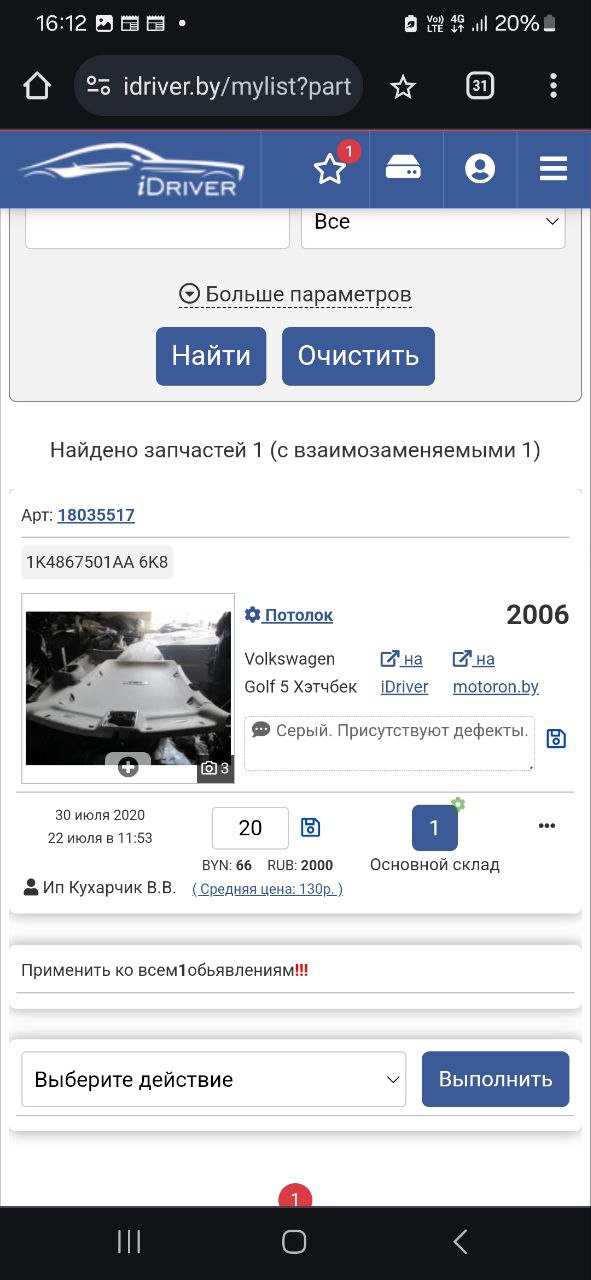 16:12
Vo))
LTE
4G
20%
idriver.by/mylist?part
31
iDRIVER
1
Все
Больше параметров
Найти
Очистить
Найдено запчастей 1 (с взаимозаменяемыми 1)
Арт: 18035517
1K4867501AA 6K8
Потолок
2006
Volkswagen
Golf 5 Хэтчбек
на
iDriver
на
motoron.by
Серый. Присутствуют дефекты.
3
30 июля 2020
22 июля в 11:53
20
1
BYN: 66 RUB: 2000
Основной склад
Ип Кухарчик В.В.
( Средняя цена: 130р. )
Применить ко всем1обьявлениям!!!
Выберите действие
Выполнить
1